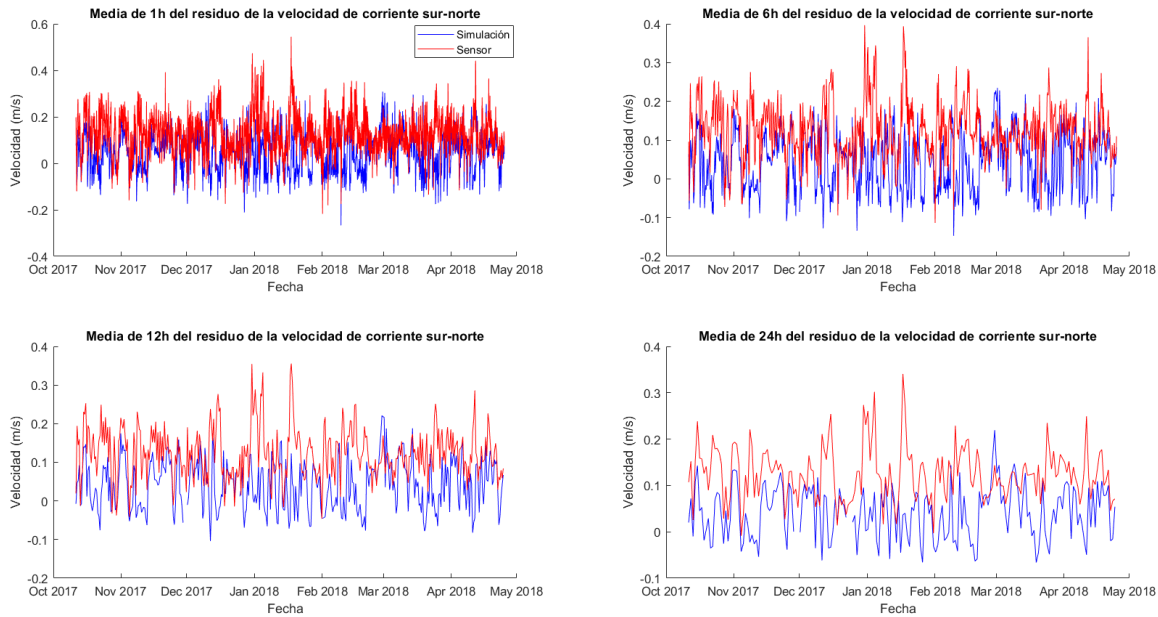 Media de 1h del residuo de la velocidad de corriente sur-norte
0.6
0.4
0.2
0
-0.2
-0.4
Velocidad (m/s)
Simulación
Sensor
Oct 2017 Nov 2017 Dec 2017 Jan 2018 Feb 2018 Mar 2018 Apr 2018 May 2018
Fecha
Media de 6h del residuo de la velocidad de corriente sur-norte
0.4
0.3
0.2
0.1
0
-0.1
-0.2
Velocidad (m/s)
Oct 2017 Nov 2017 Dec 2017 Jan 2018 Feb 2018 Mar 2018 Apr 2018 May 2018
Fecha
Media de 12h del residuo de la velocidad de corriente sur-norte
0.4
0.3
0.2
0.1
0
-0.1
-0.2
Velocidad (m/s)
Oct 2017 Nov 2017 Dec 2017 Jan 2018 Feb 2018 Mar 2018 Apr 2018 May 2018
Fecha
Media de 24h del residuo de la velocidad de corriente sur-norte
0.4
0.3
0.2
0.1
0
-0.1
Velocidad (m/s)
Oct 2017 Nov 2017 Dec 2017 Jan 2018 Feb 2018 Mar 2018 Apr 2018 May 2018
Fecha